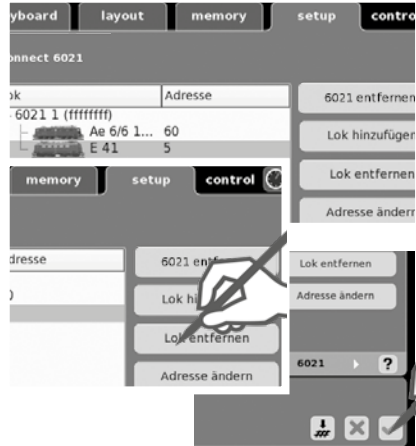 yboard layout memory setup contro
onnect 6021
ok Adresse
6021 1 (ffffffff)
Ae 6/6 1... 60
E 41 5
6021 entfernen
Lok hinzufügen
Lok entfernen
Adresse ändern
memory setup control
dresse
6021 entf
Lok hi
Lok entfernen
Adresse ändern
Lok entfernen
Adresse ändern
6021 ?